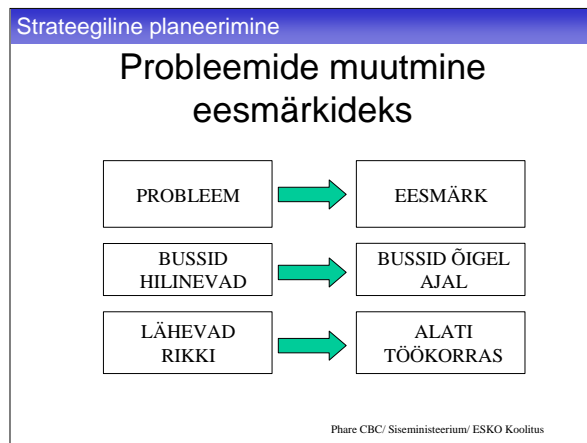 Strateegiline planeerimine
Probleemide muutmine
eesmärkideks
PROBLEEM
EESMÄRK
BUSSID
HILINEVAD
BUSSID ÕIGEL
AJAL
LÄHEVAD
RIKKI
ALATI
TÖÖKORRAS
Phare CBC/ Siseministeerium/ ESKO Koolitus